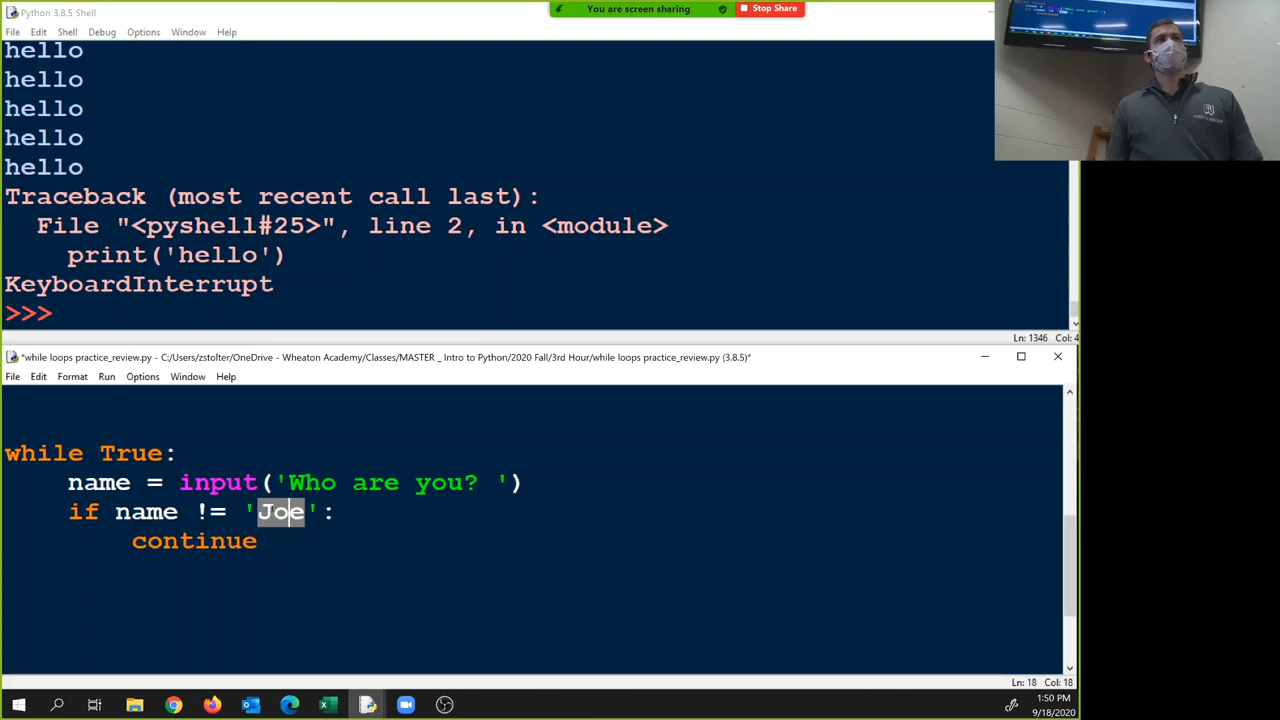 Python 3.8.5 Shell
You are screen sharing Stop Share
File Edit Shell Debug Options Window Help
hello
hello
hello
hello
hello
Traceback (most recent call last):
File "<pyshell#25>", line 2, in <module>
print('hello')
KeyboardInterrupt
>>>
Ln: 1346 Col: 4
*while loops practice_review.py - C:/Users/zstolter/OneDrive - Wheaton Academy/Classes/MASTER _ Intro to Python/2020 Fall/3rd Hour/while loops practice_review.py (3.8.5)*
File Edit Format Run Options Window Help
while True:
name = input('Who are you? ')
if name != 'Joe':
continue
Ln: 18 Col: 18
1:50 PM
9/18/2020